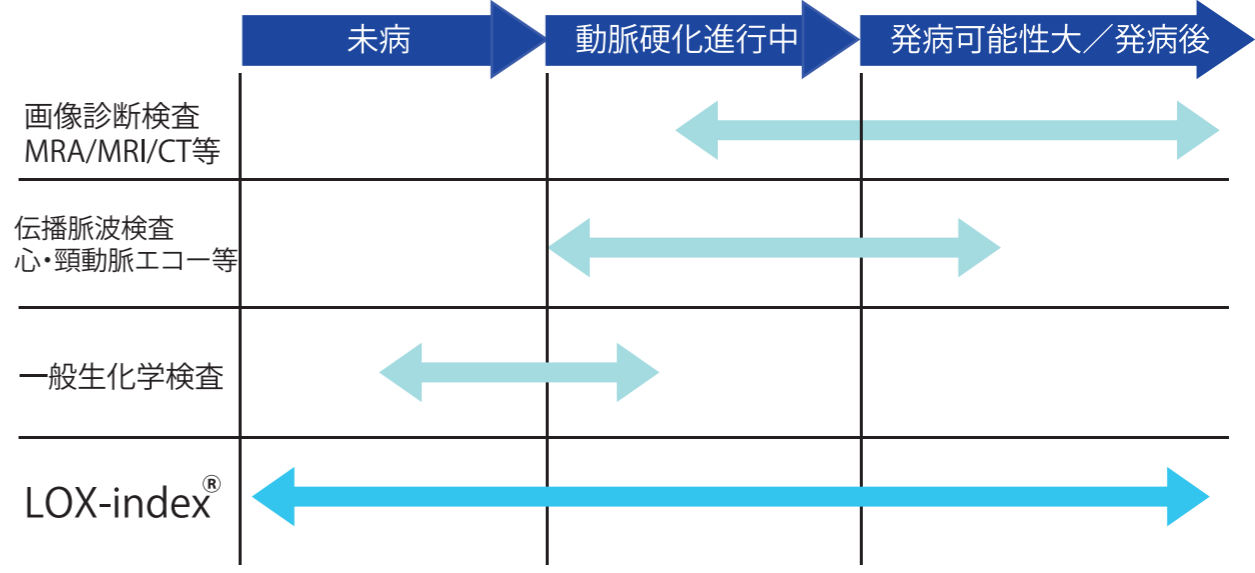 未病
動脈硬化進行中
発病可能性大／発病後
画像診断検査
MRA/MRI/CT等
伝播脈波検査
心・頸動脈エコー等
一般生化学検査
LOX-index®